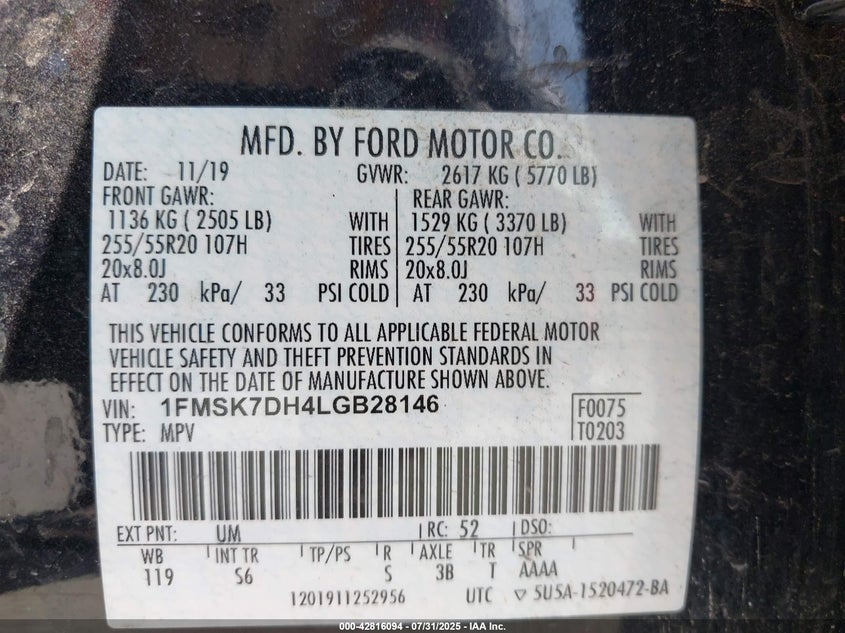 MFD. BY FORD MOTOR CO.
DATE: 11/19 GVWR: 2617 KG ( 5770 LB)
FRONT GAWR: REAR GAWR:
1136 KG ( 2505 LB) WITH 1529 KG ( 3370 LB) WITH
255/55R20 107H TIRES 255/55R20 107H TIRES
20x8.0J RIMS 20x8.0J RIMS
AT 230 kPa/ 33 PSI COLD AT 230 kPa/ 33 PSI COLD
THIS VEHICLE CONFORMS TO ALL APPLICABLE FEDERAL MOTOR
VEHICLE SAFETY AND THEFT PREVENTION STANDARDS IN
EFFECT ON THE DATE OF MANUFACTURE SHOWN ABOVE.
VIN: 1FMSK7DH4LGB28146 F0075
TYPE: MPV T0203
EXT PNT: UM RC: 52 DSO:
WB INT TR TP/PS R AXLE TR SPR
119 S6 S 3B T AAAA
1201911252956 UTC ▽ 5U5A-1520472-BA
000-42816094 - 07/31/2025 - IAA Inc.